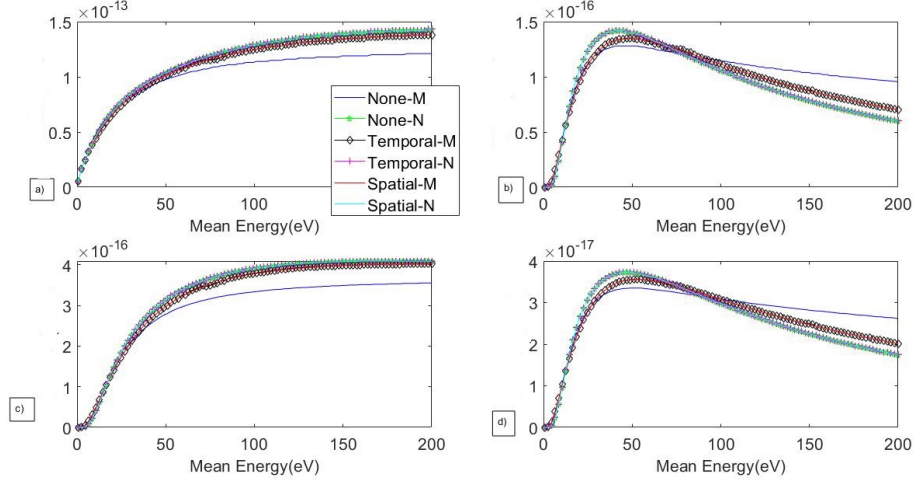 ×10⁻¹³
1.5
1
0.5
0
0 50 100 150 200
Mean Energy(eV)
a)
None-M
None-N
Temporal-M
Temporal-N
Spatial-M
Spatial-N
×10⁻¹⁶
1.5
1
0.5
0
0 50 100 150 200
Mean Energy(eV)
b)
×10⁻¹⁶
4
3
2
1
0
0 50 100 150 200
Mean Energy(eV)
c)
×10⁻¹⁷
4
3
2
1
0
0 50 100 150 200
Mean Energy(eV)
d)